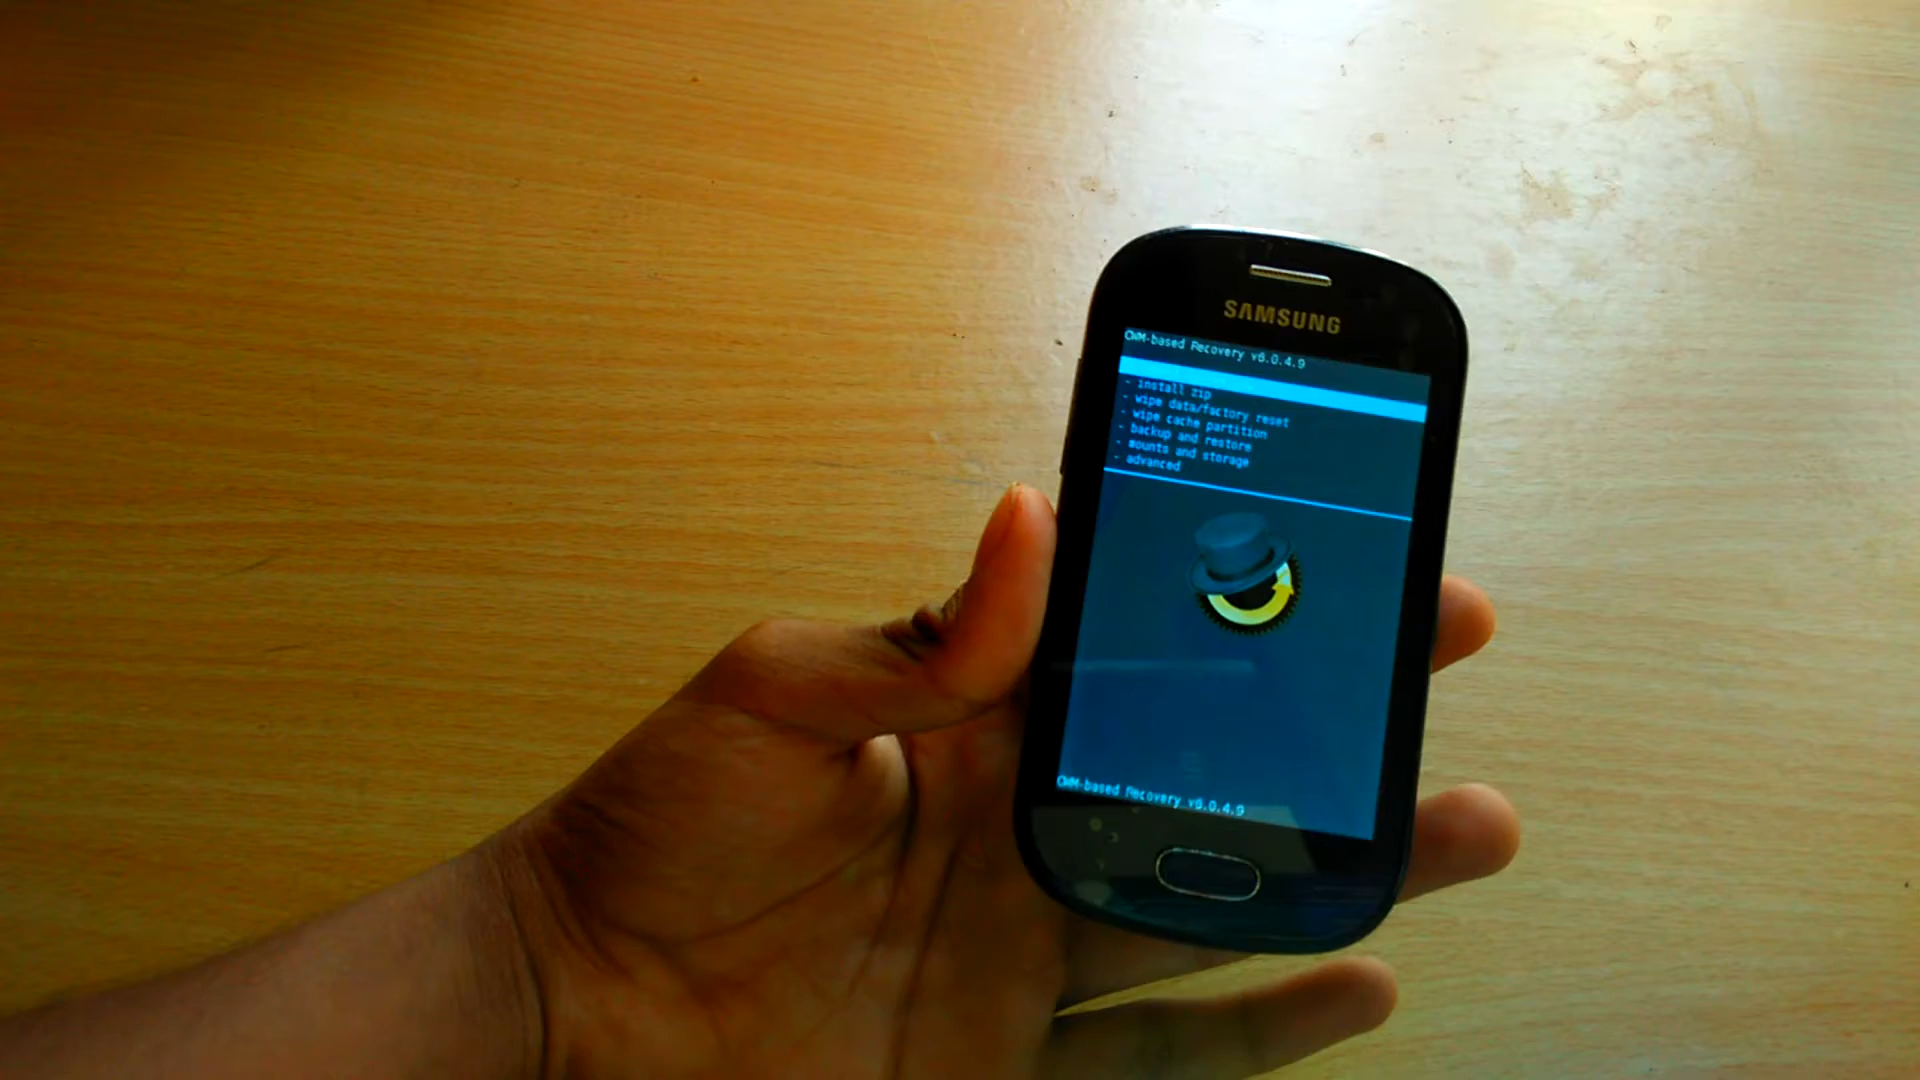 SAMSUNG
CWM-based Recovery v6.0.4.9
- install zip
- wipe data/factory reset
- wipe cache partition
- backup and restore
- mounts and storage
- advanced
CWM-based Recovery v6.0.4.9